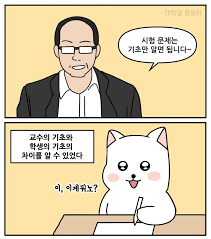 시험 문제는
기초만 알면 됩니다~
교수의 기초와
학생의 기초의
차이를 알 수 있었다
이, 이게뭐노?